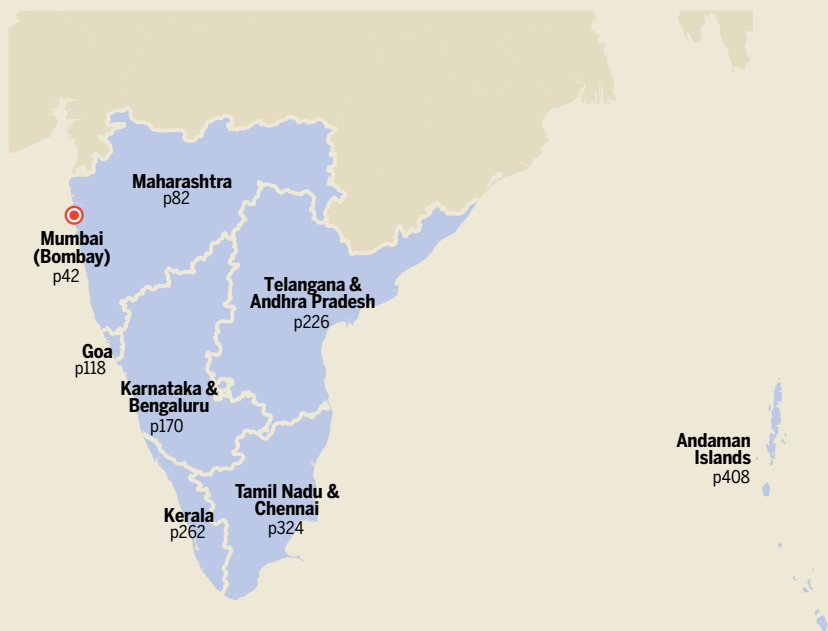 Maharashtra
p82
Mumbai
(Bombay)
p42
Telangana &
Andhra Pradesh
p226
Goa
p118
Karnataka &
Bengaluru
p170
Andaman
Islands
p408
Tamil Nadu &
Chennai
p324
Kerala
p262